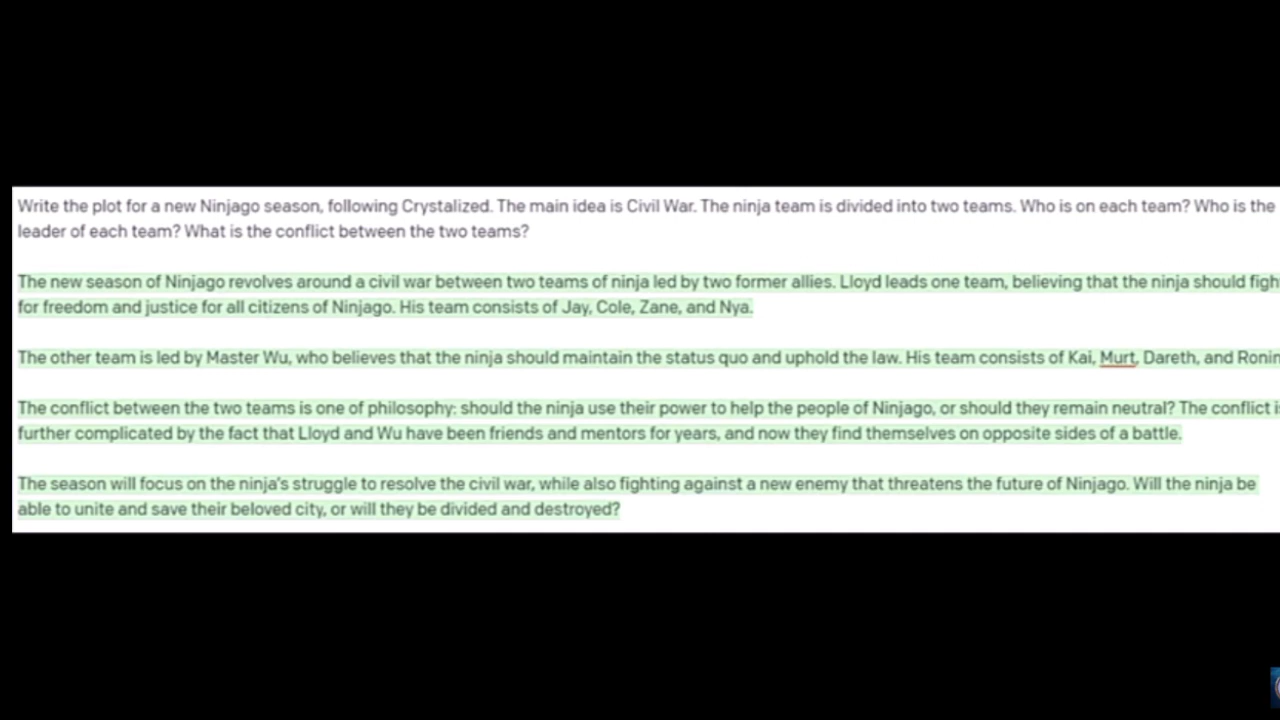 Write the plot for a new Ninjago season, following Crystalized. The main idea is Civil War. The ninja team is divided into two teams. Who is on each team? Who is the
leader of each team? What is the conflict between the two teams?
The new season of Ninjago revolves around a civil war between two teams of ninja led by two former allies. Lloyd leads one team, believing that the ninja should figh
for freedom and justice for all citizens of Ninjago. His team consists of Jay, Cole, Zane, and Nya.
The other team is led by Master Wu, who believes that the ninja should maintain the status quo and uphold the law. His team consists of Kai, Murt, Dareth, and Ronin
The conflict between the two teams is one of philosophy: should the ninja use their power to help the people of Ninjago, or should they remain neutral? The conflict i
further complicated by the fact that Lloyd and Wu have been friends and mentors for years, and now they find themselves on opposite sides of a battle.
The season will focus on the ninja's struggle to resolve the civil war, while also fighting against a new enemy that threatens the future of Ninjago. Will the ninja be
able to unite and save their beloved city, or will they be divided and destroyed?